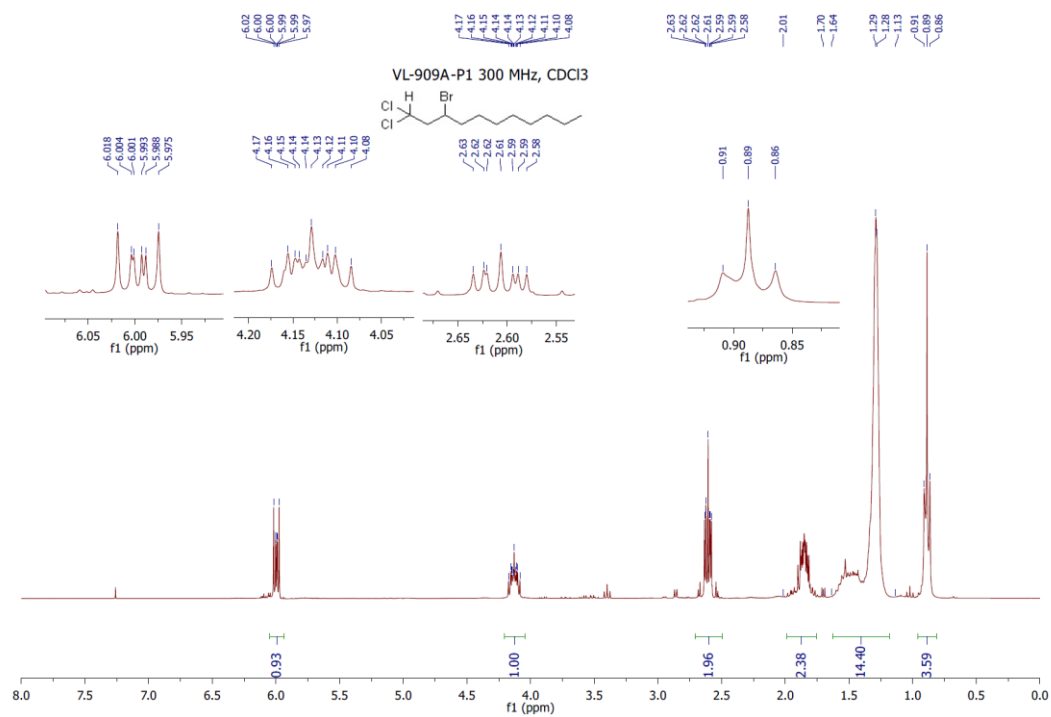 6.02 6.00 6.00 5.99 5.99 5.97 4.17 4.16 4.15 4.14 4.14 4.13 4.12 4.11 4.10 4.08 2.63 2.62 2.62 2.61 2.59 2.59 2.58 2.01 1.70 1.64 1.29 1.28 1.13 0.91 0.89 0.86
VL-909A-P1 300 MHz, CDCl3
H Br
Cl
Cl
6.018 6.004 6.001 5.993 5.988 5.975
4.17 4.16 4.15 4.14 4.14 4.13 4.12 4.11 4.10 4.08
2.63 2.62 2.62 2.61 2.59 2.59 2.58
0.91 0.89 0.86
6.05 6.00 5.95
f1 (ppm)
4.20 4.15 4.10 4.05
f1 (ppm)
2.65 2.60 2.55
f1 (ppm)
0.90 0.85
f1 (ppm)
0.93 1.00 1.96 2.38 14.40 3.59
8.0 7.5 7.0 6.5 6.0 5.5 5.0 4.5 4.0 3.5 3.0 2.5 2.0 1.5 1.0 0.5 0.0
f1 (ppm)